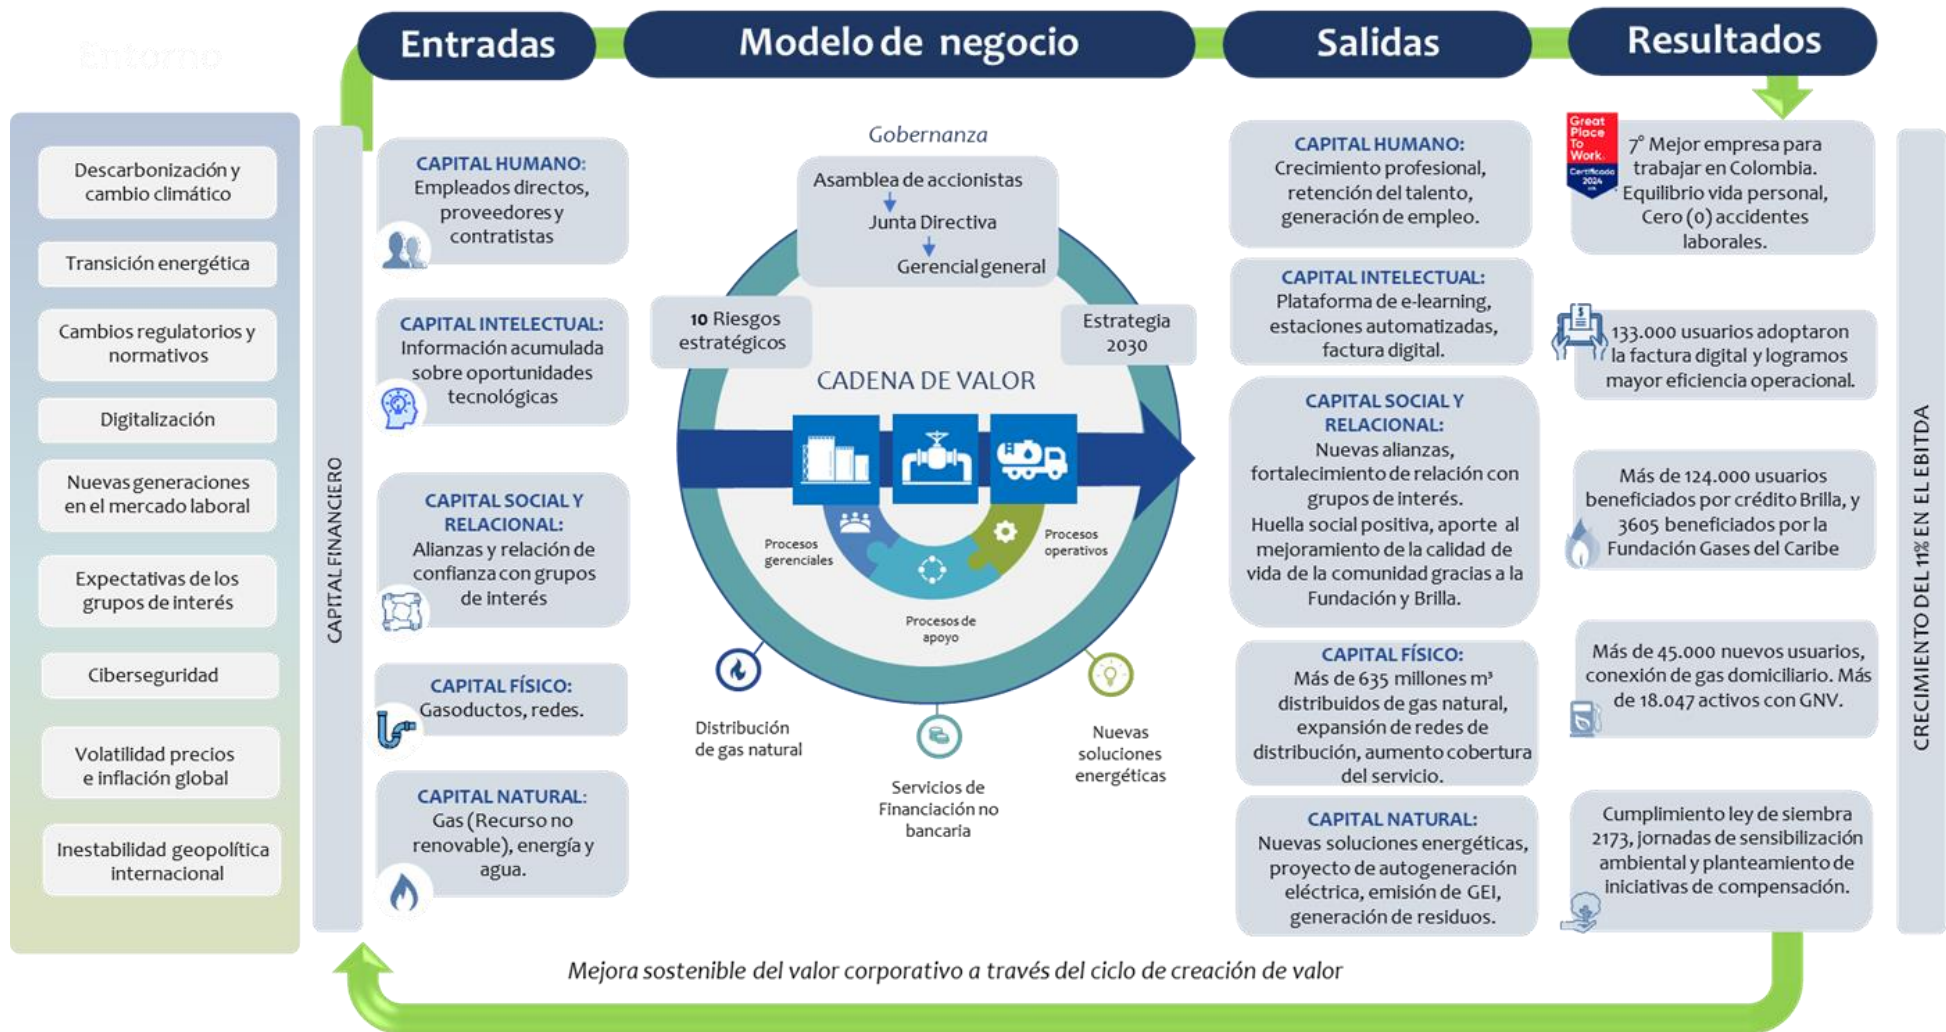 Entorno
Entradas
Modelo de negocio
Salidas
Resultados
Descarbonización y
cambio climático
Transición energética
Cambios regulatorios y
normativos
Digitalización
Nuevas generaciones
en el mercado laboral
Expectativas de los
grupos de interés
Ciberseguridad
Volatilidad precios
e inflación global
Inestabilidad geopolítica
internacional
CAPITAL FINANCIERO
CAPITAL HUMANO:
Empleados directos,
proveedores y
contratistas
CAPITAL INTELECTUAL:
Información acumulada
sobre oportunidades
tecnológicas
CAPITAL SOCIAL Y
RELACIONAL:
Alianzas y relación de
confianza con grupos
de interés
CAPITAL FÍSICO:
Gasoductos, redes.
CAPITAL NATURAL:
Gas (Recurso no
renovable), energía y
agua.
Gobernanza
Asamblea de accionistas
Junta Directiva
Gerencial general
10 Riesgos
estratégicos
Estrategia
2030
CADENA DE VALOR
Procesos
gerenciales
Procesos
operativos
Procesos de
apoyo
Distribución
de gas natural
Servicios de
Financiación no
bancaria
Nuevas
soluciones
energéticas
CAPITAL HUMANO:
Crecimiento profesional,
retención del talento,
generación de empleo.
CAPITAL INTELECTUAL:
Plataforma de e-learning,
estaciones automatizadas,
factura digital.
CAPITAL SOCIAL Y
RELACIONAL:
Nuevas alianzas,
fortalecimiento de relación con
grupos de interés.
Huella social positiva, aporte al
mejoramiento de la calidad de
vida de la comunidad gracias a la
Fundación y Brilla.
CAPITAL FÍSICO:
Más de 635 millones m³
distribuidos de gas natural,
expansión de redes de
distribución, aumento cobertura
del servicio.
CAPITAL NATURAL:
Nuevas soluciones energéticas,
proyecto de autogeneración
eléctrica, emisión de GEI,
generación de residuos.
Great
Place
To
Work.
Certificada
2024
7° Mejor empresa para
trabajar en Colombia.
Equilibrio vida personal,
Cero (0) accidentes
laborales.
133.000 usuarios adoptaron
la factura digital y logramos
mayor eficiencia operacional.
Más de 124.000 usuarios
beneficiados por crédito Brilla, y
3605 beneficiados por la
Fundación Gases del Caribe
Más de 45.000 nuevos usuarios,
conexión de gas domiciliario. Más
de 18.047 activos con GNV.
Cumplimiento ley de siembra
2173, jornadas de sensibilización
ambiental y planteamiento de
iniciativas de compensación.
CRECIMIENTO DEL 11% EN EL EBITDA
Mejora sostenible del valor corporativo a través del ciclo de creación de valor